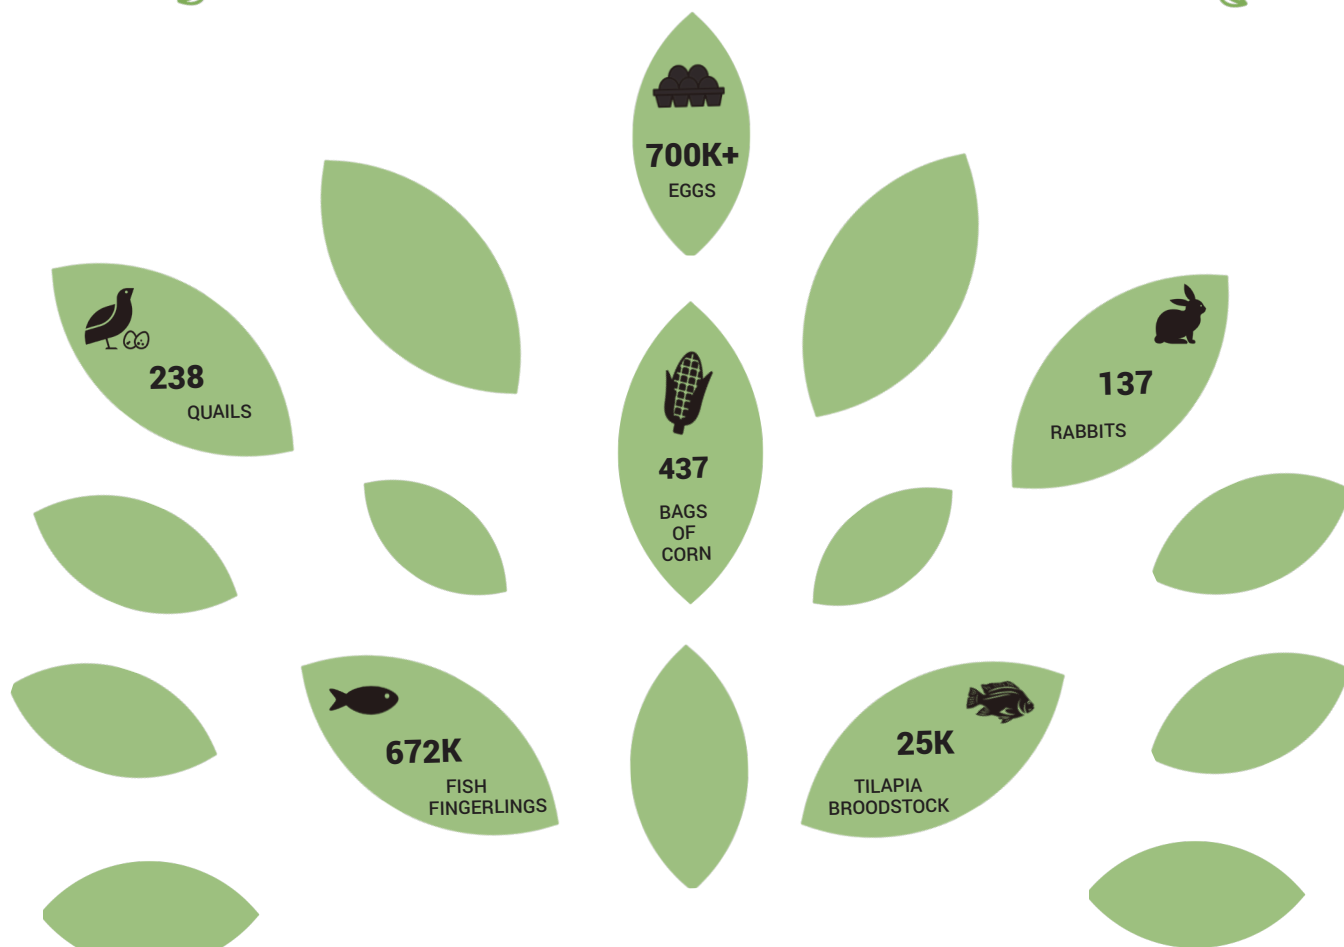 700K+
EGGS
238
QUAILS
137
RABBITS
437
BAGS
OF
CORN
672K
FISH
FINGERLINGS
25K
TILAPIA
BROODSTOCK